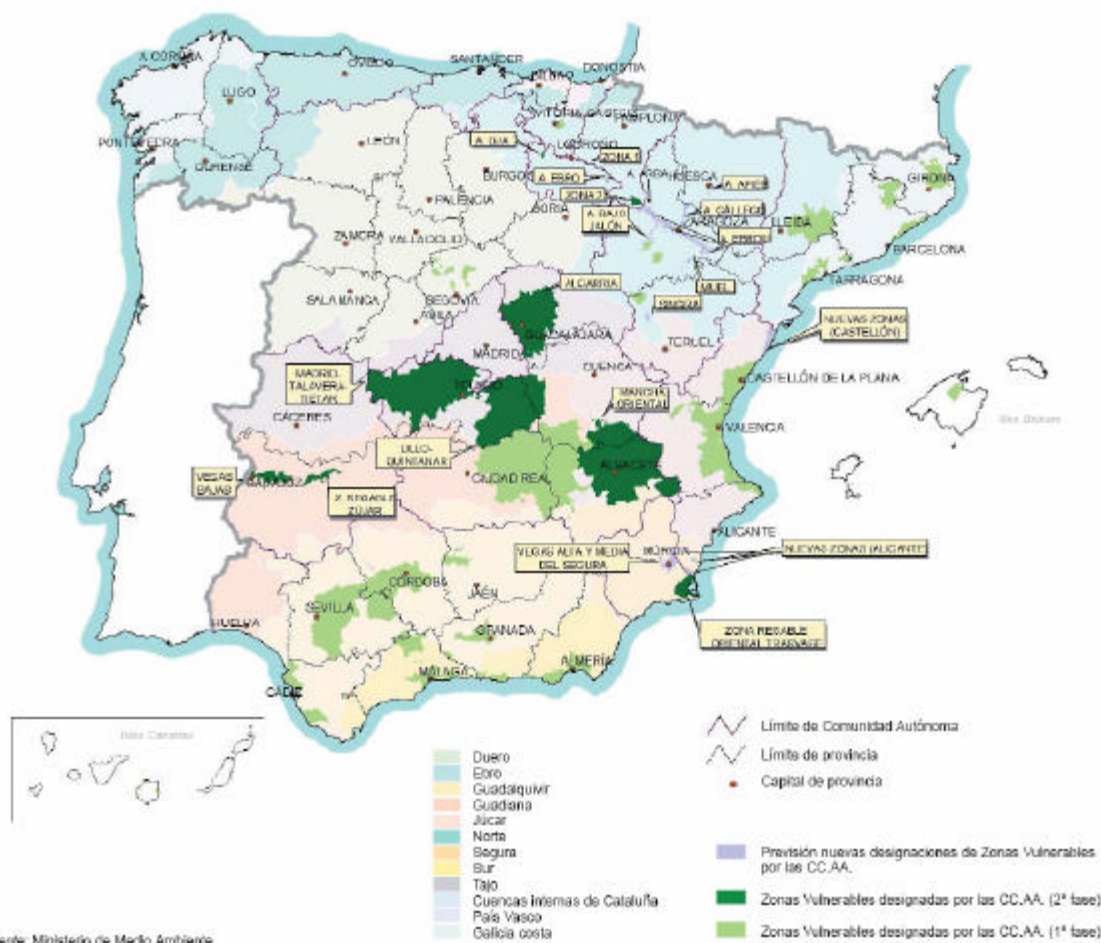 A CORUÑA
OVIEDO
SANTANDER
BILBAO
DONOSTIA
LUGO
VITORIA-GASTEIZ
PAMPLONA
PONTEVEDRA
OURENSE
LEÓN
A. OJA
LOGROÑO
ZONA 1
BURGOS
A. EBRO
A. ARBA
HUESCA
A. APIÉS
GIRONA
ZONA 2
PALENCIA
SORIA
A. BAJO
JALÓN
A. GÁLLEGO
ZARAGOZA
LLEIDA
ZAMORA
VALLADOLID
BARCELONA
TARRAGONA
SALAMANCA
SEGOVIA
ÁVILA
ALCARRIA
MUEL
GUADALAJARA
MADRID
TERUEL
NUEVAS ZONAS
(CASTELLÓN)
CUENCA
MADRID-
TALAVERA-
TIÉTAR
TOLEDO
CASTELLÓN DE LA PLANA
MANCHA
ORIENTAL
CÁCERES
VALENCIA
LILLO-
QUINTANAR
CIUDAD REAL
ALBACETE
VEGAS
BAJAS
BADAJOZ
Z. REGABLE
ZÚJAR
ALICANTE
VEGAS ALTA Y MEDIA
DEL SEGURA
MURCIA
NUEVAS ZONAS (ALICANTE)
CÓRDOBA
JAÉN
SEVILLA
HUELVA
GRANADA
ZONA REGABLE
ORIENTAL TRASVASE
ALMERÍA
MÁLAGA
CÁDIZ
Islas Canarias
Límite de Comunidad Autónoma
Límite de provincia
Capital de provincia
Duero
Ebro
Guadalquivir
Guadiana
Júcar
Norte
Segura
Sur
Tajo
Cuencas internas de Cataluña
País Vasco
Galicia costa
Previsión nuevas designaciones de Zonas Vulnerables
por las CC.AA.
Zonas Vulnerables designadas por las CC.AA. (2ª fase)
Zonas Vulnerables designadas por las CC.AA. (1ª fase)
ente: Ministerio de Medio Ambiente